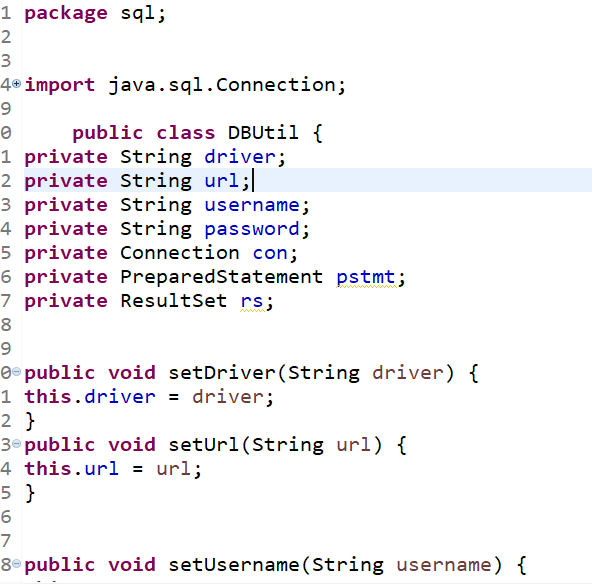 1 package sql;
2
3
4 import java.sql.Connection;
9
0 public class DBUtil {
1 private String driver;
2 private String url;
3 private String username;
4 private String password;
5 private Connection con;
6 private PreparedStatement pstmt;
7 private ResultSet rs;
8
9
0 public void setDriver(String driver) {
1 this.driver = driver;
2 }
3 public void setUrl(String url) {
4 this.url = url;
5 }
6
7
8 public void setUsername(String username) {